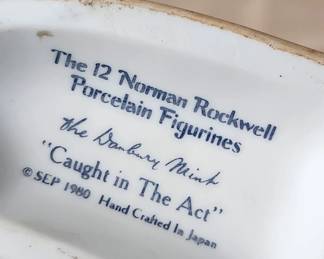 The 12 Norman Rockwell
Porcelain Figurines
the Danbury Mint
"Caught in The Act"
© SEP 1980 Hand Crafted In Japan